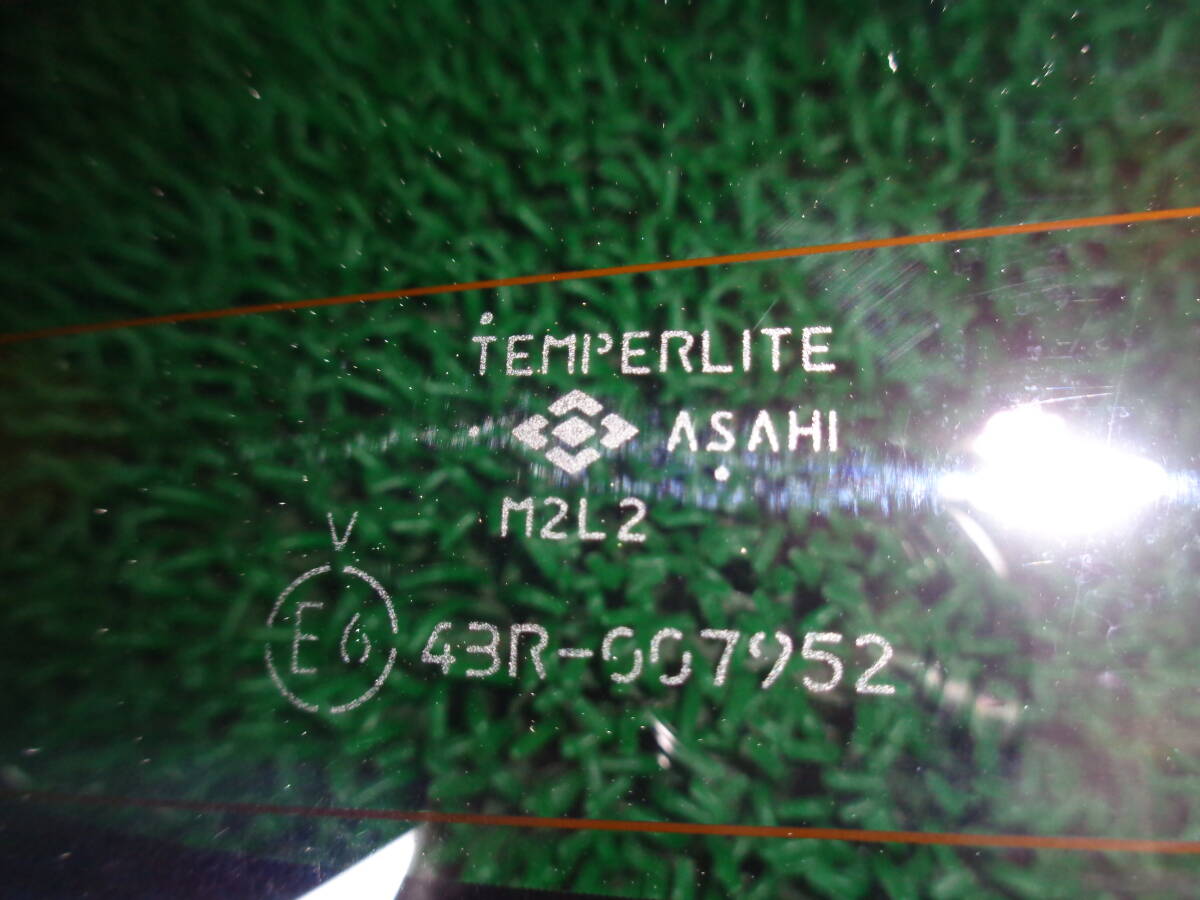 TEMPERLITE
ASAHI
M2L2
V
E6 43R-007952